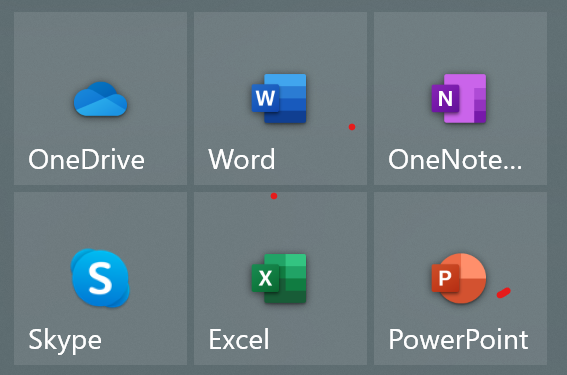 W
N
OneDrive
Word
OneNote...
S
X
P
Skype
Excel
PowerPoint